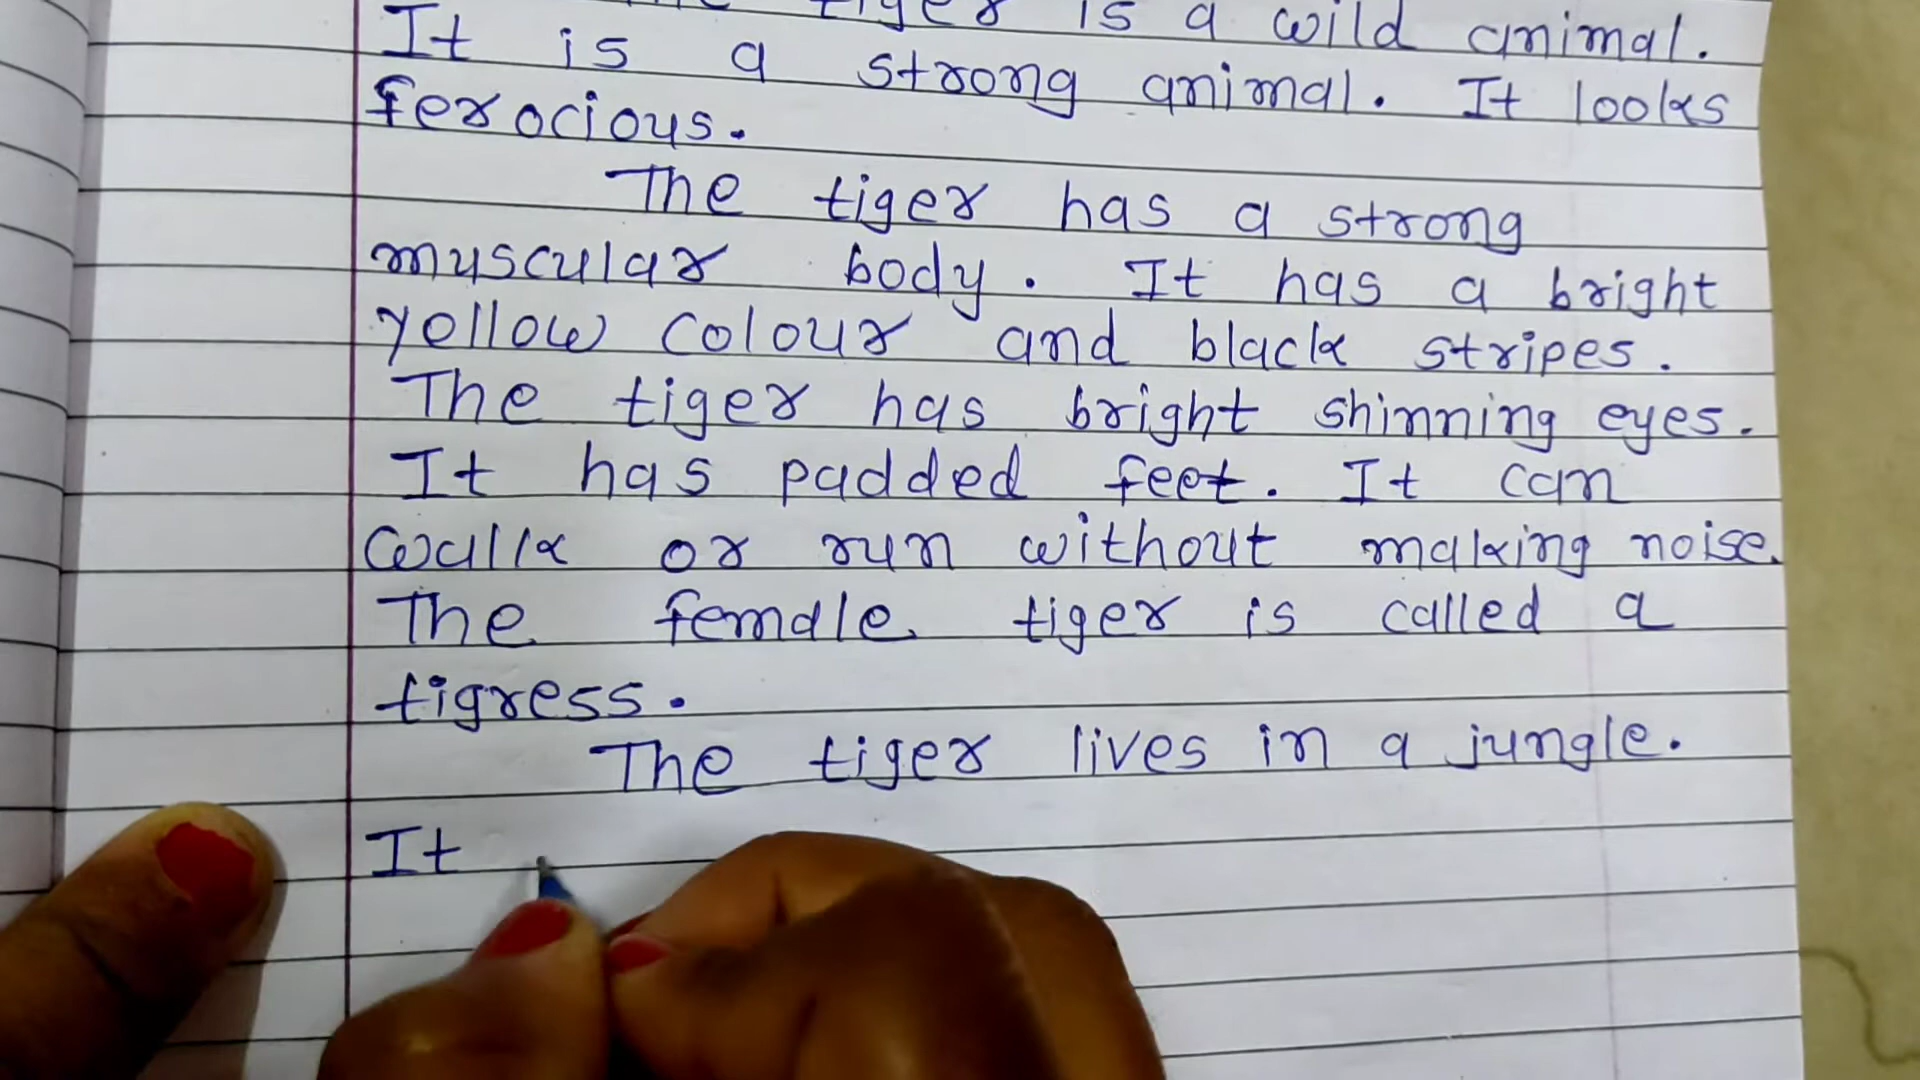 The tiger is a wild animal.
It is a strong animal. It looks
ferocious.
The tiger has a strong
muscular body. It has a bright
yellow colour and black stripes.
The tiger has bright shinning eyes.
It has padded feet. It can
walk or run without making noise.
The female tiger is called a
tigress.
The tiger lives in a jungle.
It